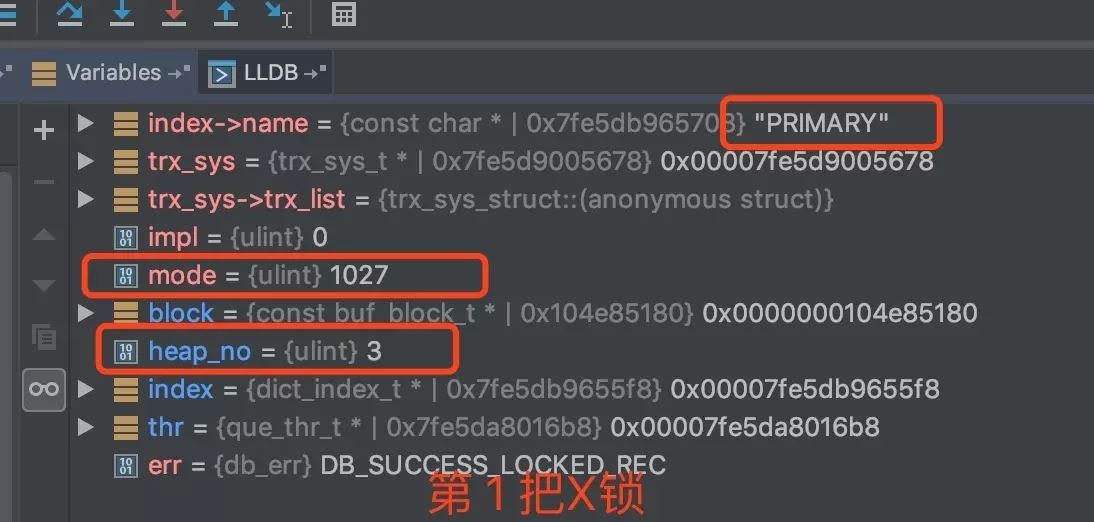 Variables LLDB
index->name = {const char * | 0x7fe5db965708} "PRIMARY"
trx_sys = {trx_sys_t * | 0x7fe5d9005678} 0x00007fe5d9005678
trx_sys->trx_list = {trx_sys_struct::(anonymous struct)}
impl = {ulint} 0
mode = {ulint} 1027
block = {const buf_block_t * | 0x104e85180} 0x0000000104e85180
heap_no = {ulint} 3
index = {dict_index_t * | 0x7fe5db9655f8} 0x00007fe5db9655f8
thr = {que_thr_t * | 0x7fe5da8016b8} 0x00007fe5da8016b8
err = {db_err} DB_SUCCESS_LOCKED_REC
第 1 把X锁